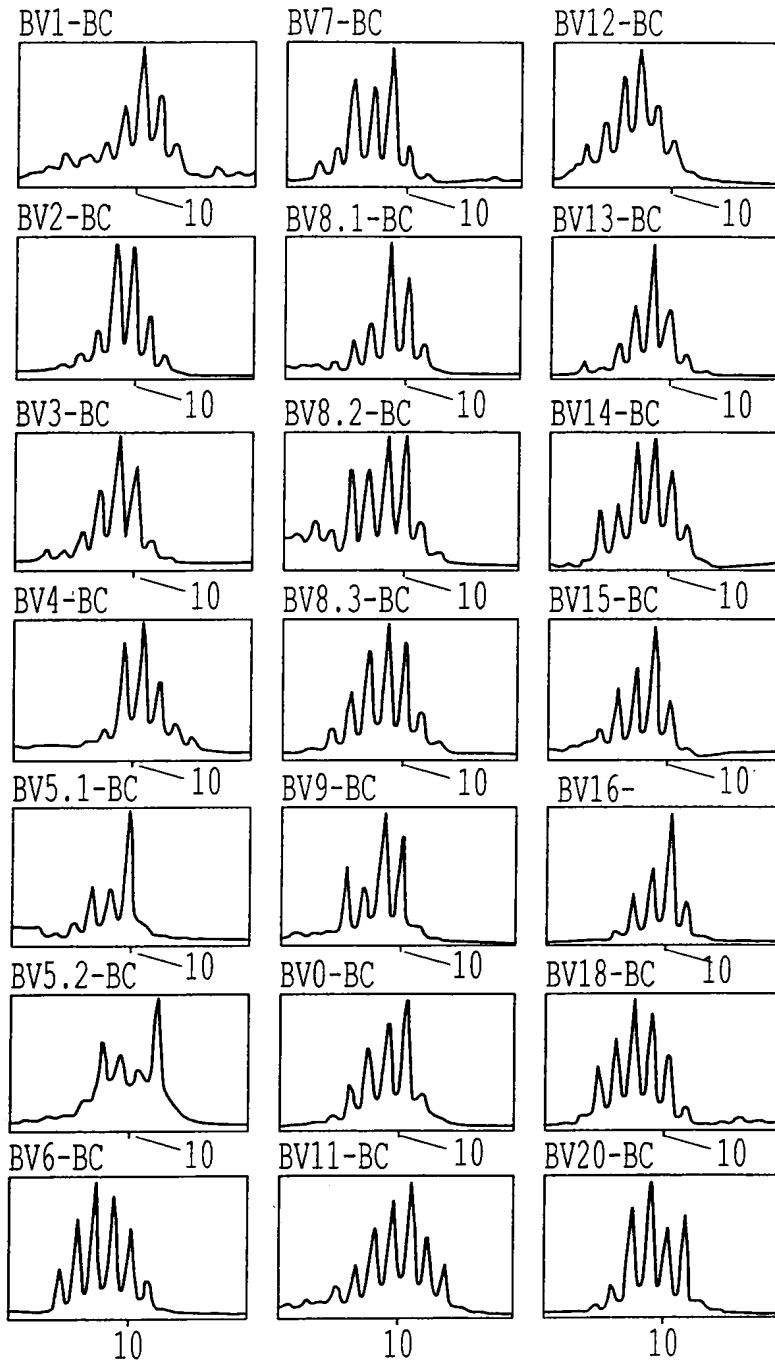 BV1-BC BV7-BC BV12-BC
10 10 10
BV2-BC BV8.1-BC BV13-BC
10 10 10
BV3-BC BV8.2-BC BV14-BC
10 10 10
BV4-BC BV8.3-BC BV15-BC
10 10 10
BV5.1-BC BV9-BC BV16-
10 10 10
BV5.2-BC BV0-BC BV18-BC
10 10 10
BV6-BC BV11-BC BV20-BC
10 10 10